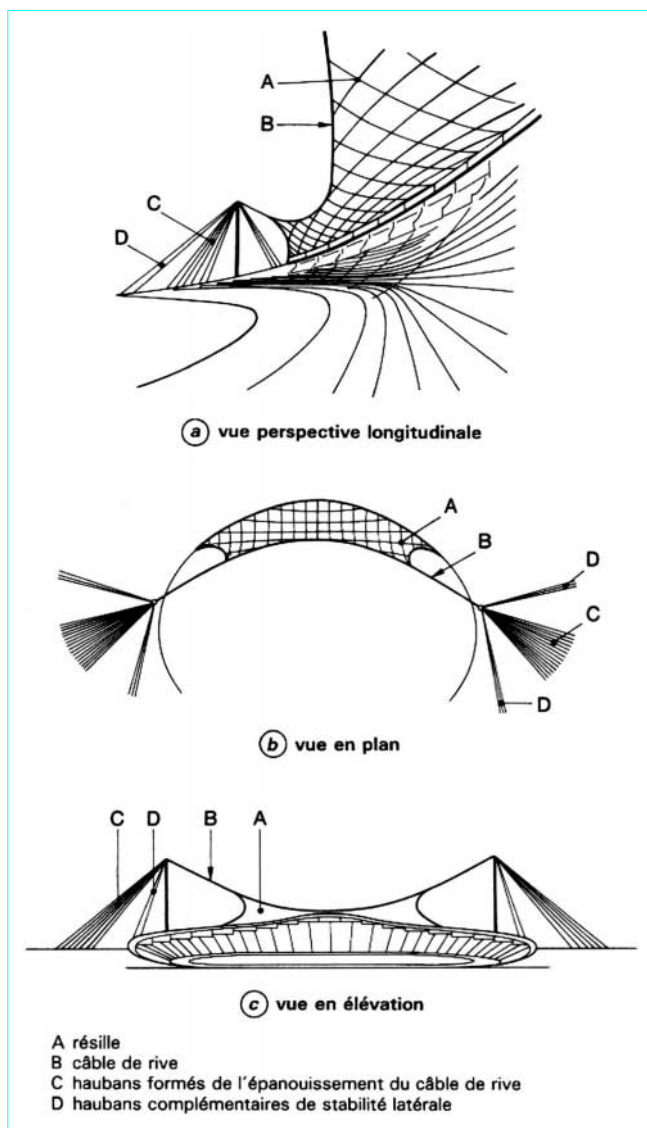 A
B
C
D
a vue perspective longitudinale
A
B
D
C
D
b vue en plan
C D B A
c vue en élévation
A résille
B câble de rive
C haubans formés de l'épanouissement du câble de rive
D haubans complémentaires de stabilité latérale